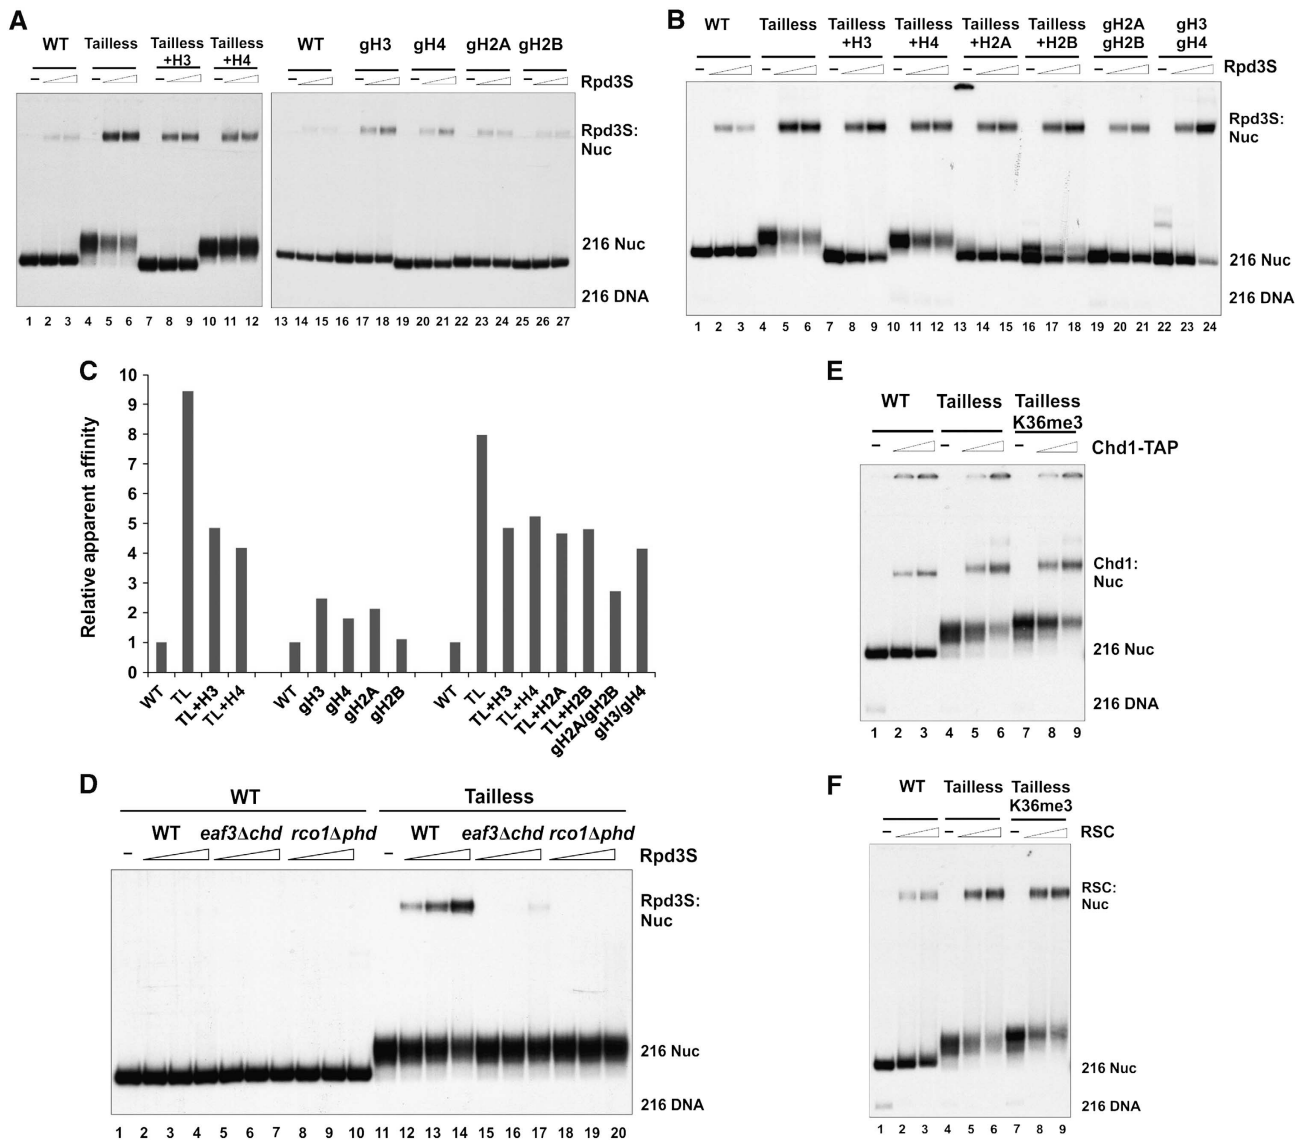 A
WT Tailless Tailless +H3 Tailless +H4 WT gH3 gH4 gH2A gH2B
– – – – – – – – – Rpd3S
Rpd3S:
Nuc
216 Nuc
216 DNA
1 2 3 4 5 6 7 8 9 10 11 12 13 14 15 16 17 18 19 20 21 22 23 24 25 26 27
B
WT Tailless Tailless +H3 Tailless +H4 Tailless +H2A Tailless +H2B gH2A gH2B gH3 gH4
– – – – – – – – Rpd3S
Rpd3S:
Nuc
216 Nuc
216 DNA
1 2 3 4 5 6 7 8 9 10 11 12 13 14 15 16 17 18 19 20 21 22 23 24
C
Relative apparent affinity
10
9
8
7
6
5
4
3
2
1
0
WT TL TL+H3 TL+H4 WT gH3 gH4 gH2A gH2B WT TL TL+H3 TL+H4 TL+H2A TL+H2B gH2A/gH2B gH3/gH4
D
WT Tailless
WT eaf3Δchd rco1Δphd WT eaf3Δchd rco1Δphd
– – Rpd3S
Rpd3S:
Nuc
216 Nuc
216 DNA
1 2 3 4 5 6 7 8 9 10 11 12 13 14 15 16 17 18 19 20
E
WT Tailless Tailless
K36me3
– – – Chd1-TAP
Chd1:
Nuc
216 Nuc
216 DNA
1 2 3 4 5 6 7 8 9
F
WT Tailless Tailless
K36me3
– – – RSC
RSC:
Nuc
216 Nuc
216 DNA
1 2 3 4 5 6 7 8 9